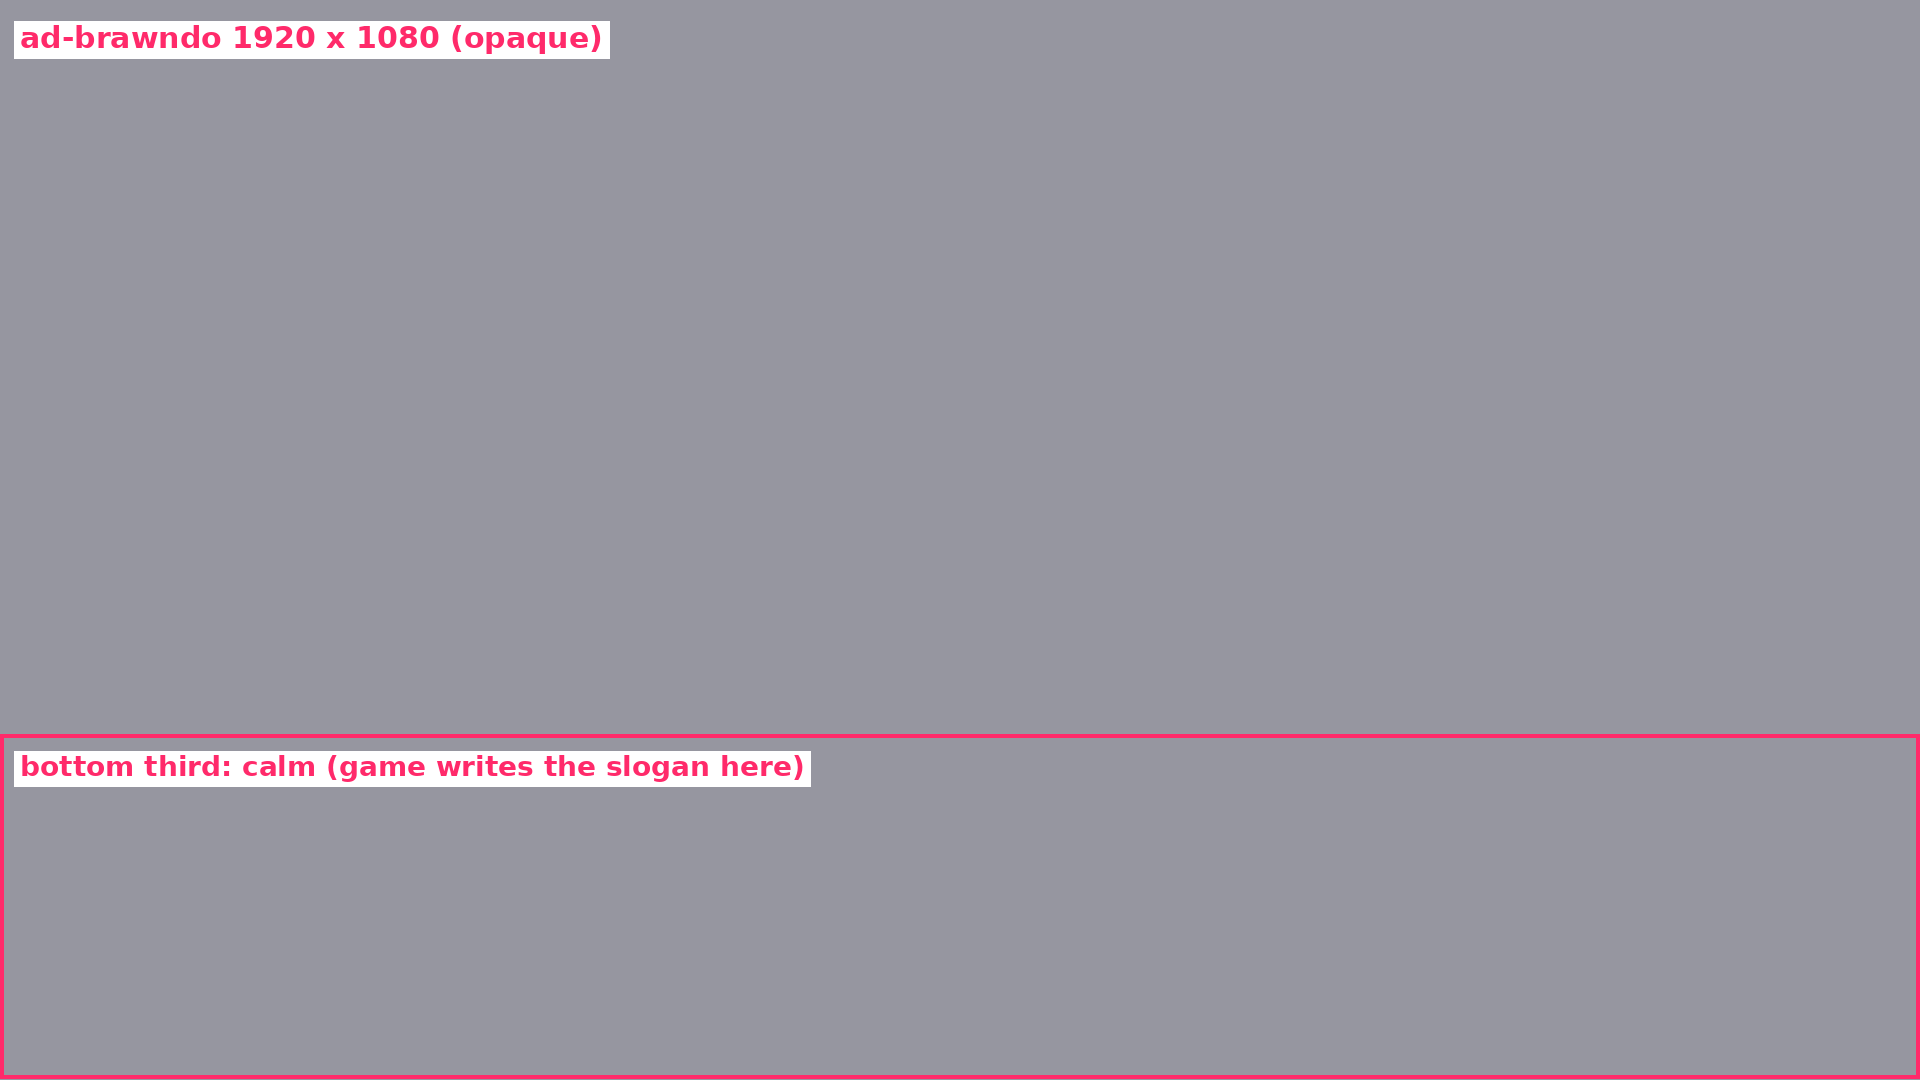 ad-brawndo 1920 x 1080 (opaque)
bottom third: calm (game writes the slogan here)